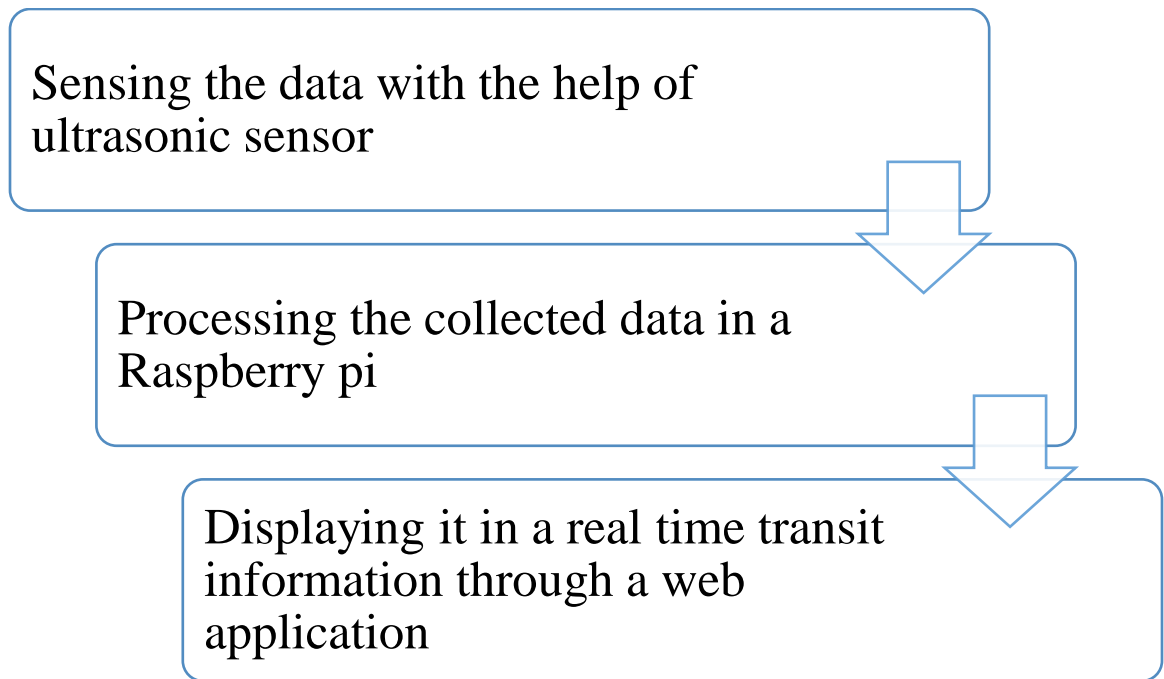 Sensing the data with the help of
ultrasonic sensor
Processing the collected data in a
Raspberry pi
Displaying it in a real time transit
information through a web
application